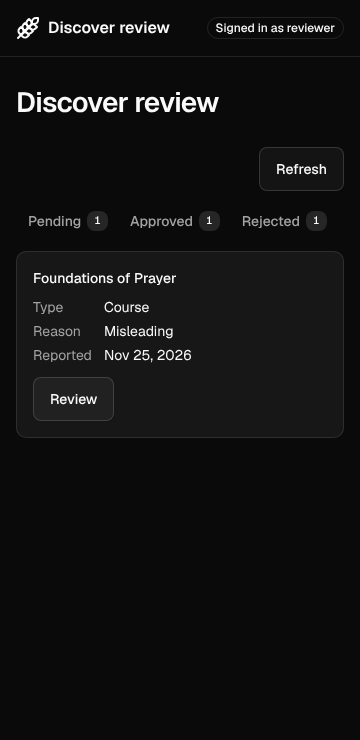 Discover review
Signed in as reviewer
Discover review
Refresh
Pending 1 Approved 1 Rejected 1
Foundations of Prayer
Type Course
Reason Misleading
Reported Nov 25, 2026
Review